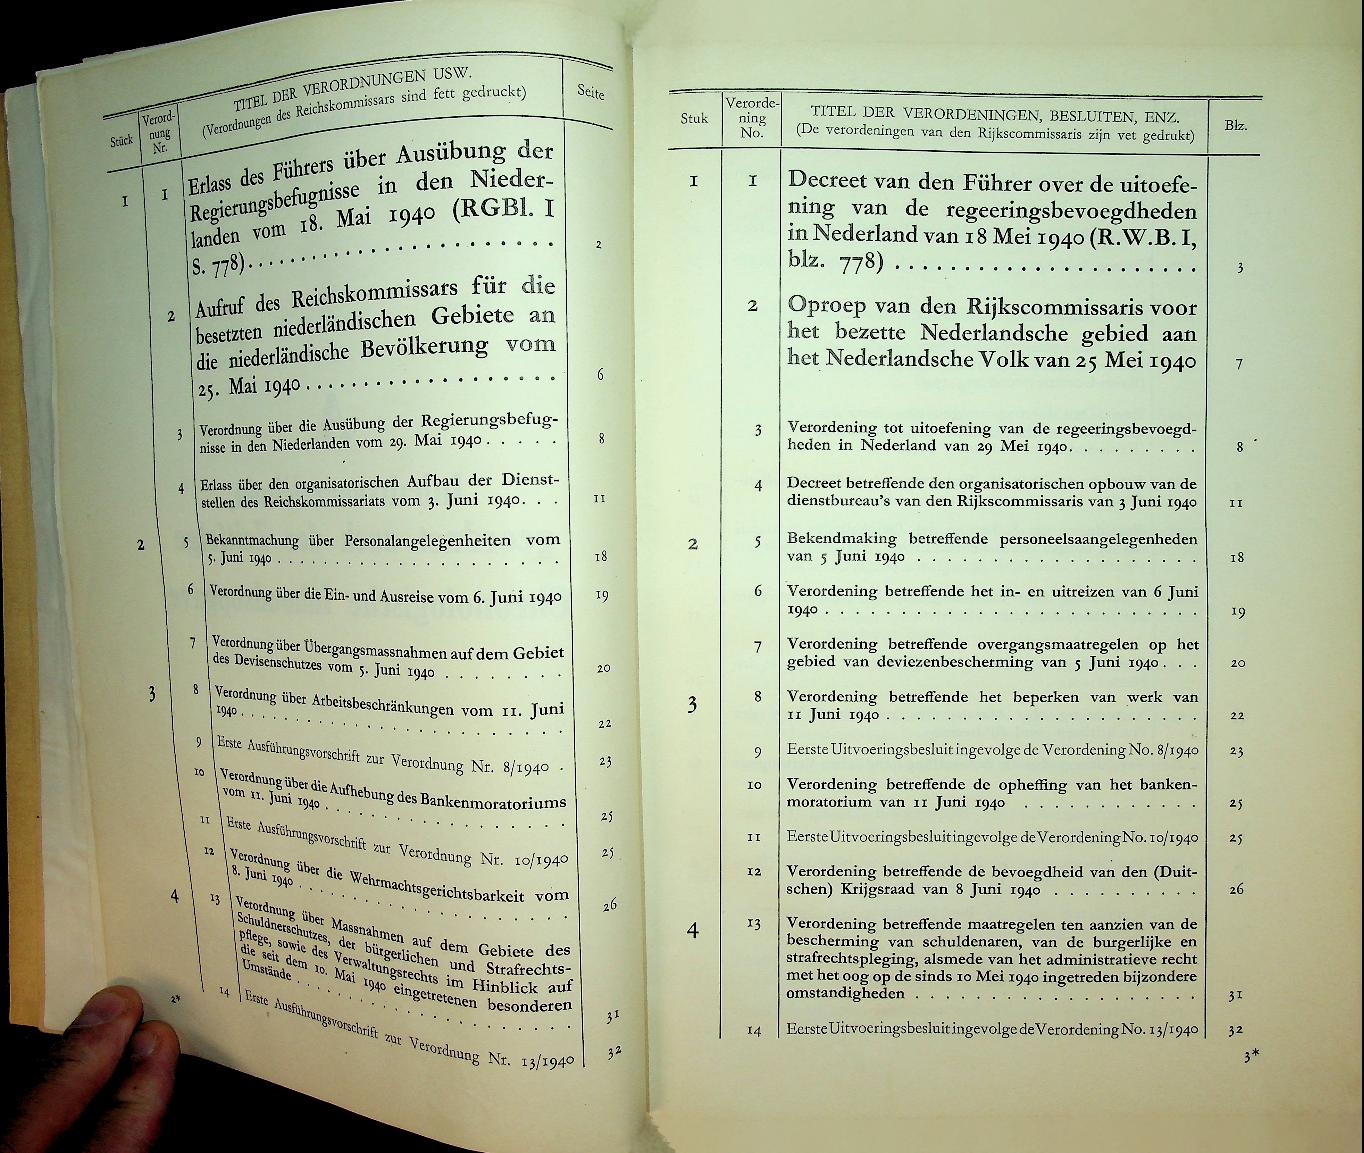 Stück
Verord-
nung
Nr.
TITEL DER VERORDNUNGEN USW.
(Verordnungen des Reichskommissars sind fett gedruckt)
Seite
1 1 Erlass des Führers über Ausübung der
Regierungsbefugnisse in den Nieder-
landen vom 18. Mai 1940 (RGBl. I
S. 778) . . . . . . . . . . . . . . . . . . . 2
2 Aufruf des Reichskommissars für die
besetzten niederländischen Gebiete an
die niederländische Bevölkerung vom
25. Mai 1940 . . . . . . . . . . . . . . . . . . 6
3 Verordnung über die Ausübung der Regierungsbefug-
nisse in den Niederlanden vom 29. Mai 1940 . . . . . 8
4 Erlass über den organisatorischen Aufbau der Dienst-
stellen des Reichskommissariats vom 3. Juni 1940. . . 11
2 5 Bekanntmachung über Personalangelegenheiten vom
5. Juni 1940 . . . . . . . . . . . . . . . . . . . . 18
6 Verordnung über die Ein- und Ausreise vom 6. Juni 1940 19
7 Verordnung über Übergangsmassnahmen auf dem Gebiet
des Devisenschutzes vom 5. Juni 1940 . . . . . . . . 20
3 8 Verordnung über Arbeitsbeschränkungen vom 11. Juni
1940 . . . . . . . . . . . . . . . . . . . . . . 22
9 Erste Ausführungsvorschrift zur Verordnung Nr. 8/1940 . 23
10 Verordnung über die Aufhebung des Bankenmoratoriums
vom 11. Juni 1940 . . . . . . . . . . . . . . . . 25
11 Erste Ausführungsvorschrift zur Verordnung Nr. 10/1940 25
12 Verordnung über die Wehrmachtsgerichtsbarkeit vom
8. Juni 1940 . . . . . . . . . . . . . . . . . . 26
4 13 Verordnung über Massnahmen auf dem Gebiete des
Schuldnerschutzes, der bürgerlichen und Strafrechts-
pflege, sowie des Verwaltungsrechts im Hinblick auf
die seit dem 10. Mai 1940 eingetretenen besonderen
Umstände . . . . . . . . . . . . . . . . . . . . 31
14 Erste Ausführungsvorschrift zur Verordnung Nr. 13/1940 32
2*
Stuk
Verorde-
ning
No.
TITEL DER VERORDENINGEN, BESLUITEN, ENZ.
(De verordeningen van den Rijkscommissaris zijn vet gedrukt)
Blz.
1 1 Decreet van den Führer over de uitoefe-
ning van de regeeringsbevoegdheden
in Nederland van 18 Mei 1940 (R.W.B. I,
blz. 778) . . . . . . . . . . . . . . . . . . . . . . 3
2 Oproep van den Rijkscommissaris voor
het bezette Nederlandsche gebied aan
het Nederlandsche Volk van 25 Mei 1940 7
3 Verordening tot uitoefening van de regeeringsbevoegd-
heden in Nederland van 29 Mei 1940. . . . . . . . . 8
4 Decreet betreffende den organisatorischen opbouw van de
dienstbureau's van den Rijkscommissaris van 3 Juni 1940 11
2 5 Bekendmaking betreffende personeelsaangelegenheden
van 5 Juni 1940 . . . . . . . . . . . . . . . . . . 18
6 Verordening betreffende het in- en uitreizen van 6 Juni
1940 . . . . . . . . . . . . . . . . . . . . . . . . 19
7 Verordening betreffende overgangsmaatregelen op het
gebied van deviezenbescherming van 5 Juni 1940. . . 20
3 8 Verordening betreffende het beperken van werk van
11 Juni 1940 . . . . . . . . . . . . . . . . . . . . 22
9 Eerste Uitvoeringsbesluit ingevolge de Verordening No. 8/1940 23
10 Verordening betreffende de opheffing van het banken-
moratorium van 11 Juni 1940 . . . . . . . . . . . . 25
11 Eerste Uitvoeringsbesluit ingevolge de Verordening No. 10/1940 25
12 Verordening betreffende de bevoegdheid van den (Duit-
schen) Krijgsraad van 8 Juni 1940 . . . . . . . . . . 26
4 13 Verordening betreffende maatregelen ten aanzien van de
bescherming van schuldenaren, van de burgerlijke en
strafrechtspleging, alsmede van het administratieve recht
met het oog op de sinds 10 Mei 1940 ingetreden bijzondere
omstandigheden . . . . . . . . . . . . . . . . . . 31
14 Eerste Uitvoeringsbesluit ingevolge de Verordening No. 13/1940 32
3*